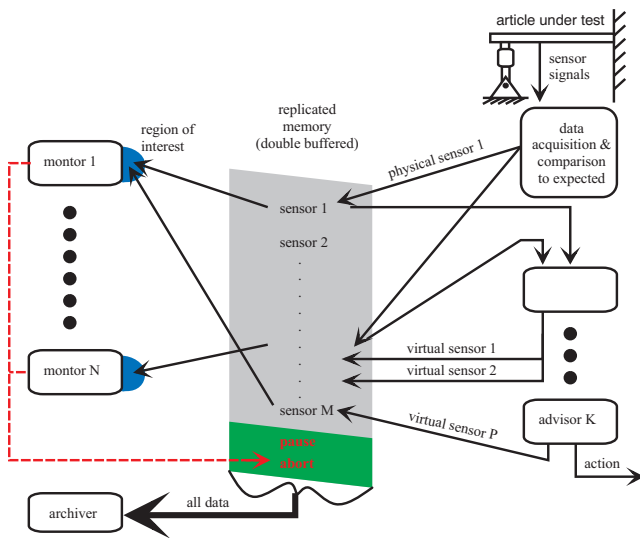 article under test
sensor
signals
replicated
memory
(double buffered)
region of
interest
montor 1
physical sensor 1
data
acquisition &
comparison
to expected
sensor 1
sensor 2
virtual sensor 1
montor N
virtual sensor 2
sensor M
virtual sensor P
advisor K
pause
abort
action
all data
archiver